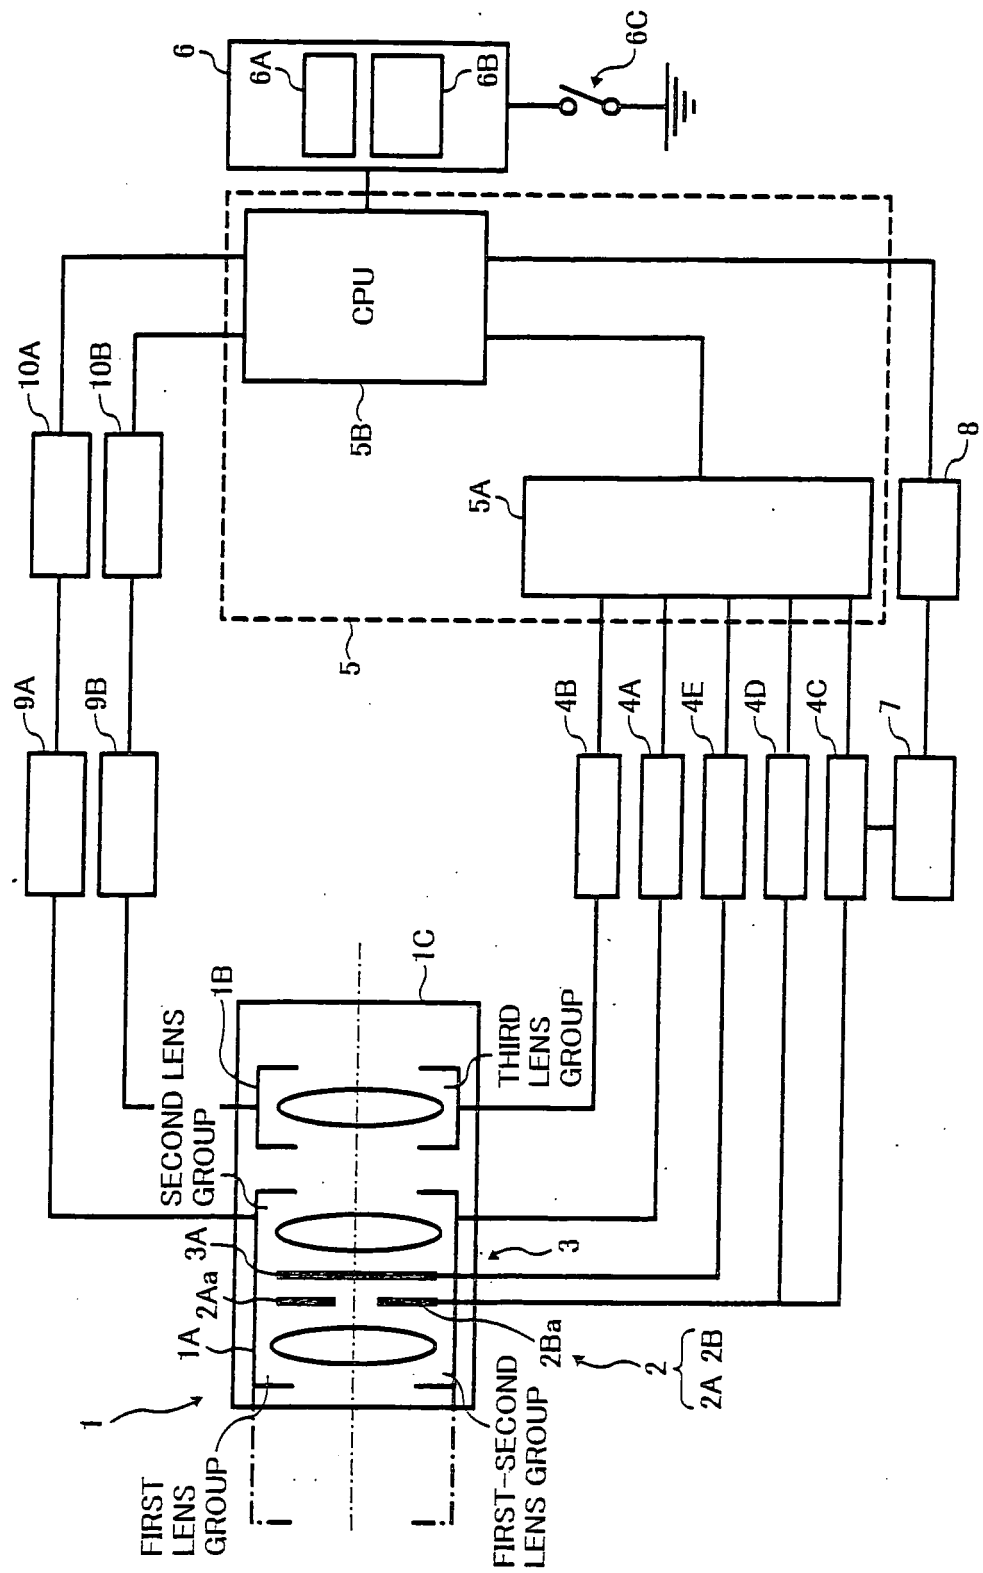 1
FIRST
LENS
GROUP
1A
2Aa
3A
SECOND LENS
GROUP
1B
1C
THIRD
LENS
GROUP
3
2Ba
2
2A 2B
FIRST-SECOND
LENS GROUP
9A
9B
10A
10B
4B
4A
4E
4D
4C
7
8
5
5A
5B
CPU
6
6A
6B
6C